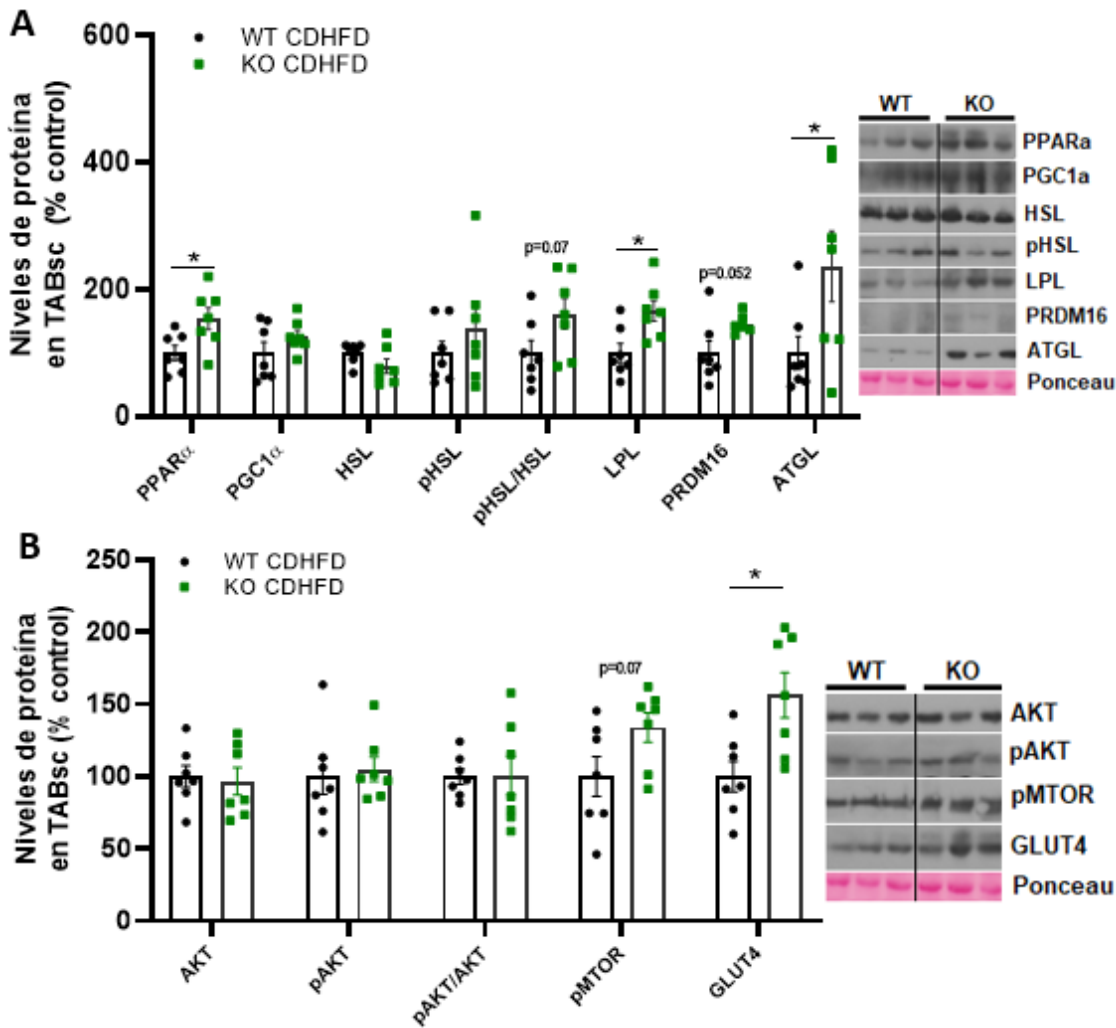 A
600
400
200
0
Niveles de proteína
en TABsc (% control)
WT CDHFD
KO CDHFD
*
p=0.07
*
p=0.052
*
PPARα
PGC1α
HSL
pHSL
pHSL/HSL
LPL
PRDM16
ATGL
WT KO
PPARa
PGC1a
HSL
pHSL
LPL
PRDM16
ATGL
Ponceau
B
250
200
150
100
50
0
Niveles de proteína
en TABsc (% control)
WT CDHFD
KO CDHFD
p=0.07
*
AKT
pAKT
pAKT/AKT
pMTOR
GLUT4
WT KO
AKT
pAKT
pMTOR
GLUT4
Ponceau